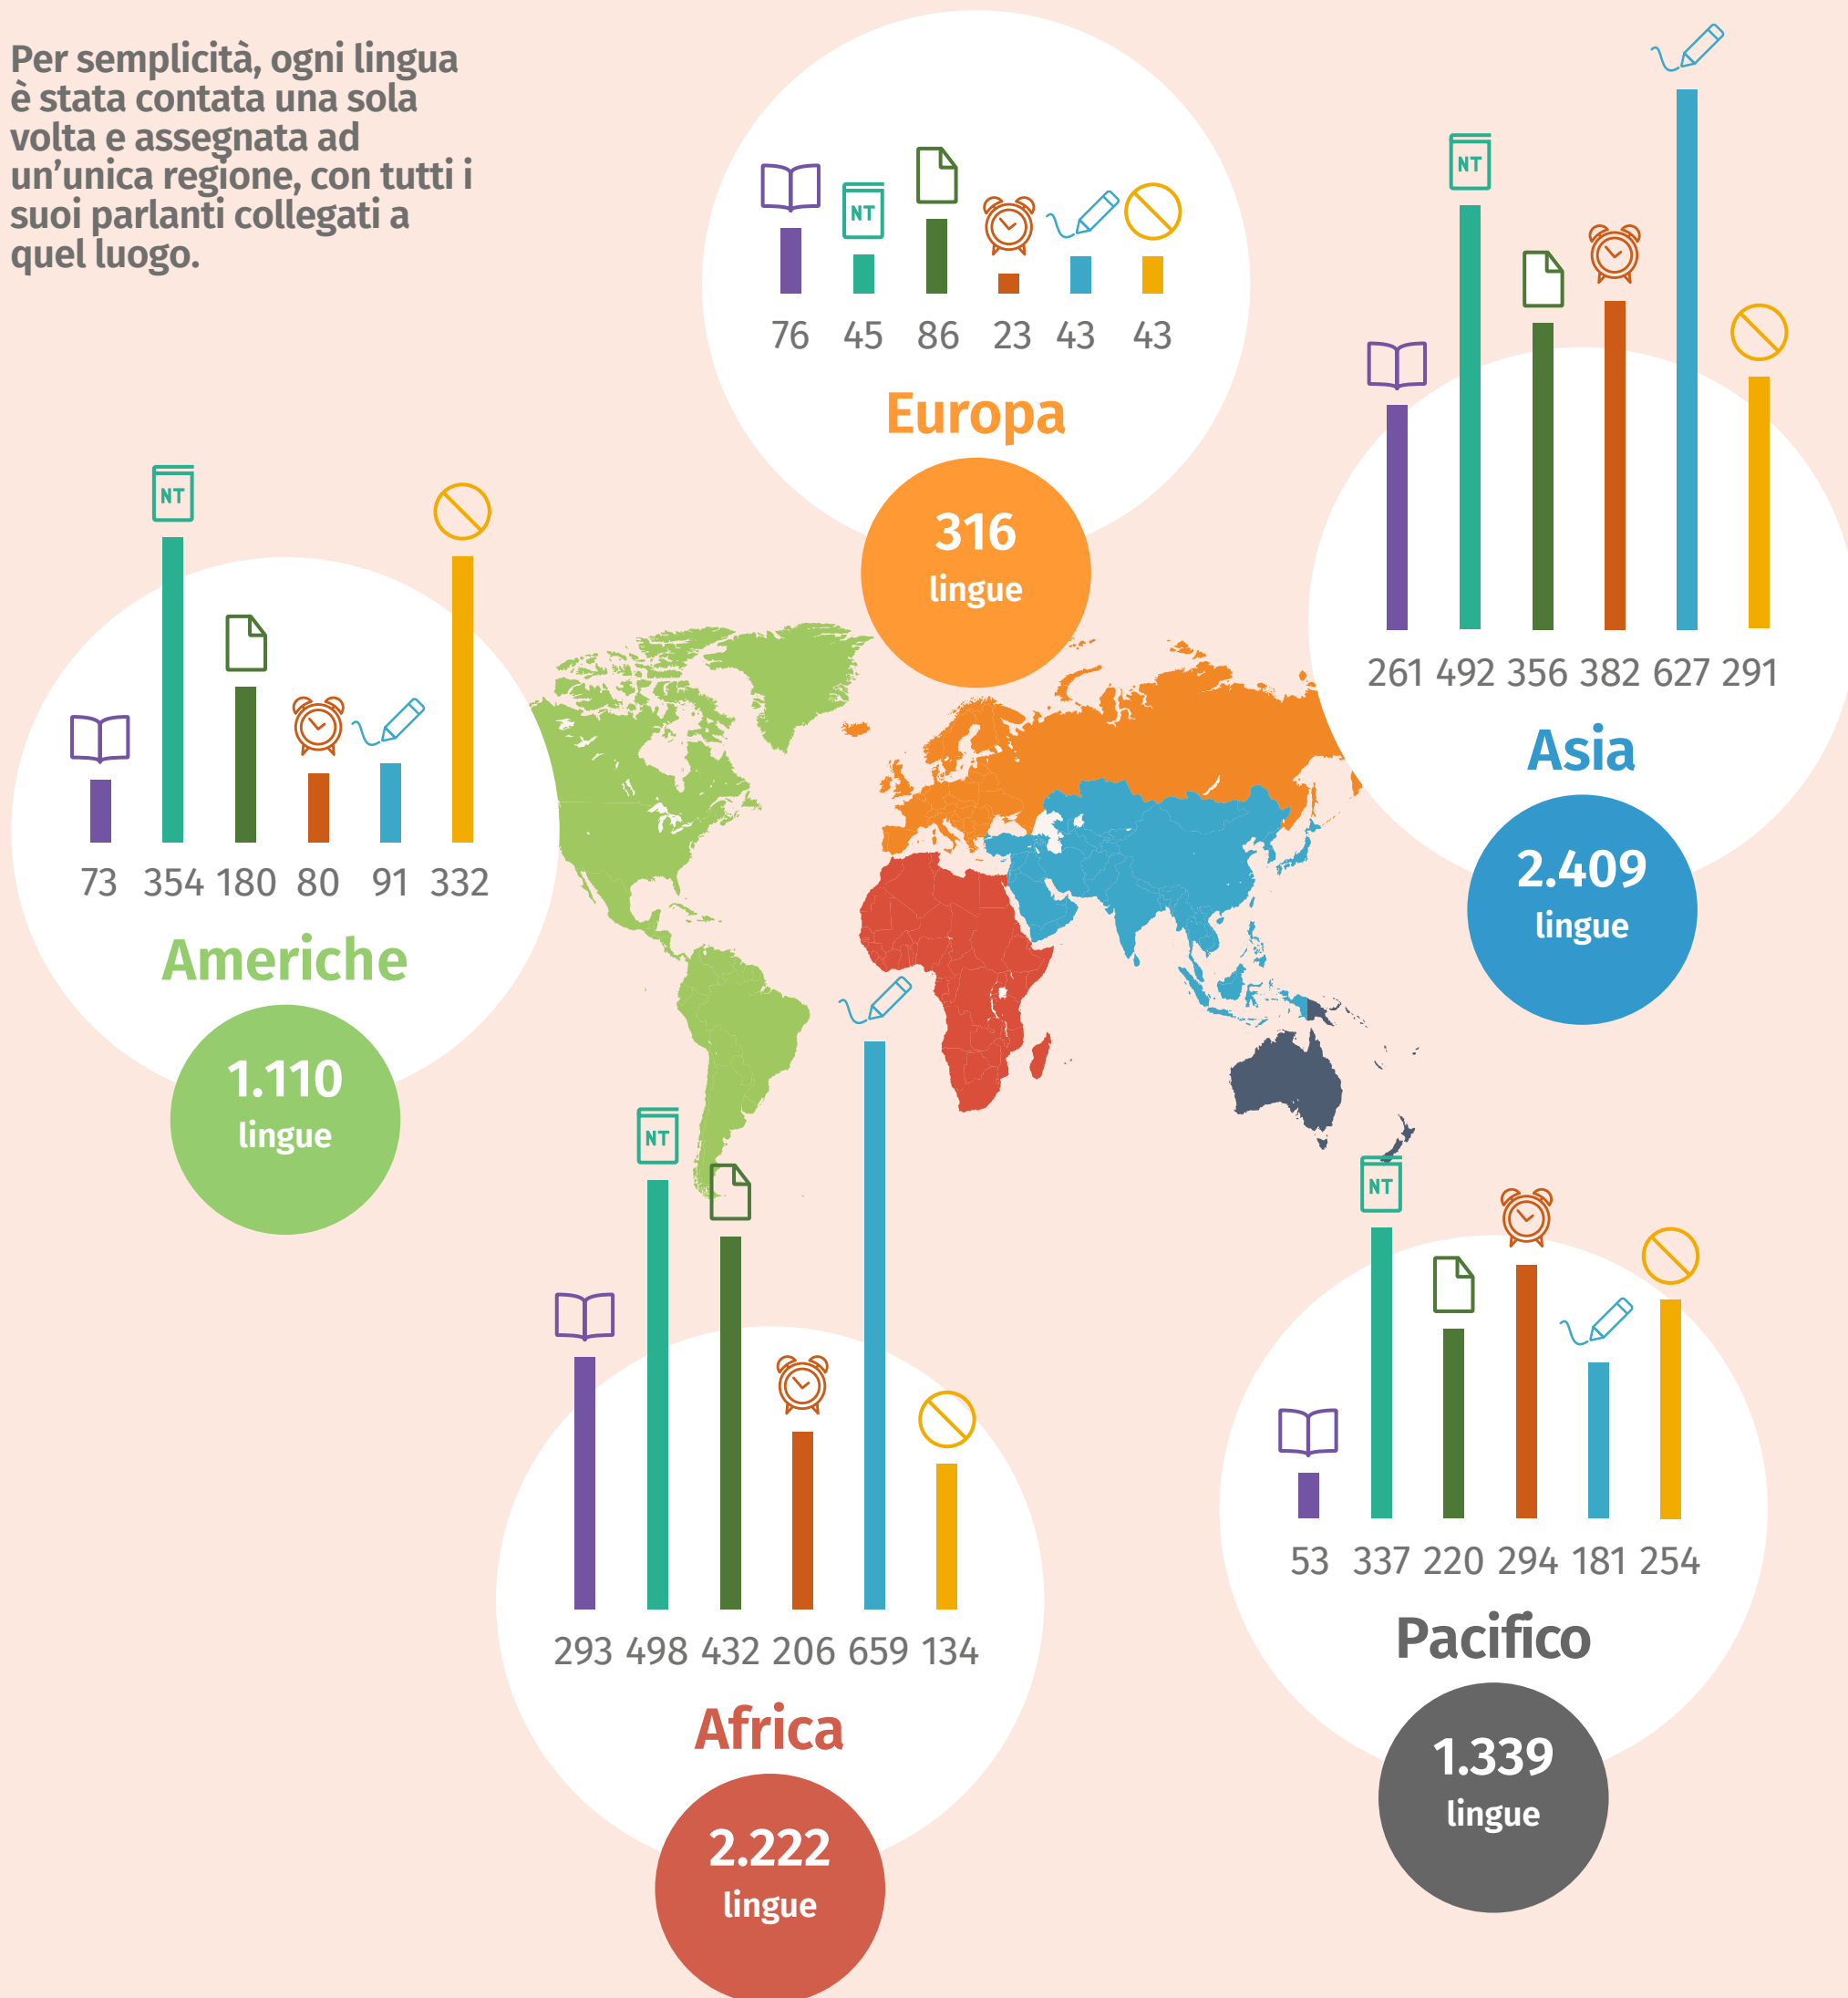 Per semplicità, ogni lingua
è stata contata una sola
volta e assegnata ad
un’unica regione, con tutti i
suoi parlanti collegati a
quel luogo.
NT
76 45 86 23 43 43
Europa
316
lingue
NT
261 492 356 382 627 291
Asia
2.409
lingue
NT
73 354 180 80 91 332
Americhe
1.110
lingue
NT
293 498 432 206 659 134
Africa
2.222
lingue
NT
53 337 220 294 181 254
Pacifico
1.339
lingue